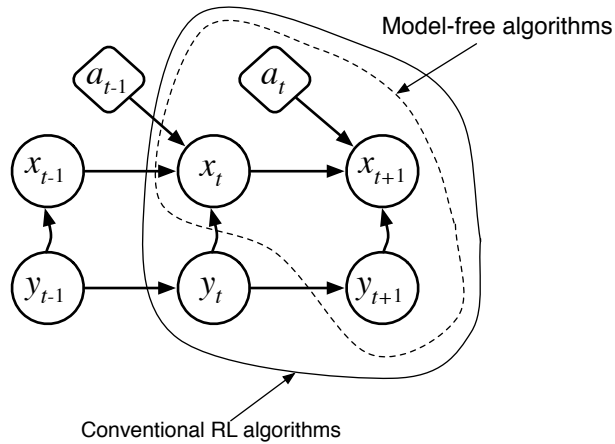 Model-free algorithms
a_{t-1}
a_t
x_{t-1}
x_t
x_{t+1}
y_{t-1}
y_t
y_{t+1}
Conventional RL algorithms